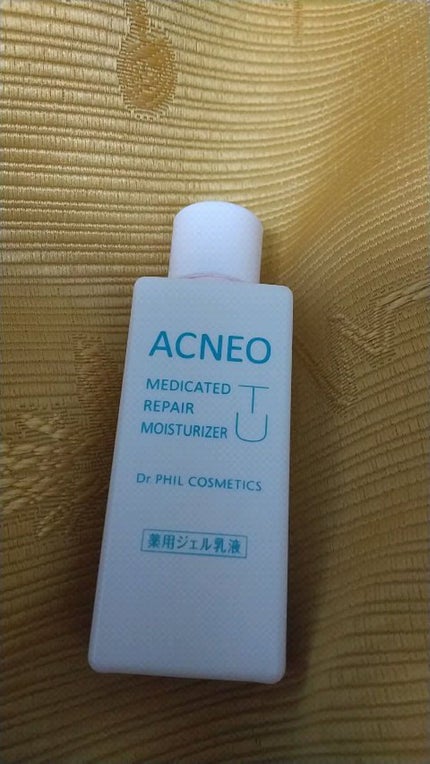 ACNEO
MEDICATED
REPAIR
MOISTURIZER
TU
Dr.PHIL COSMETICS
薬用ジェル乳液